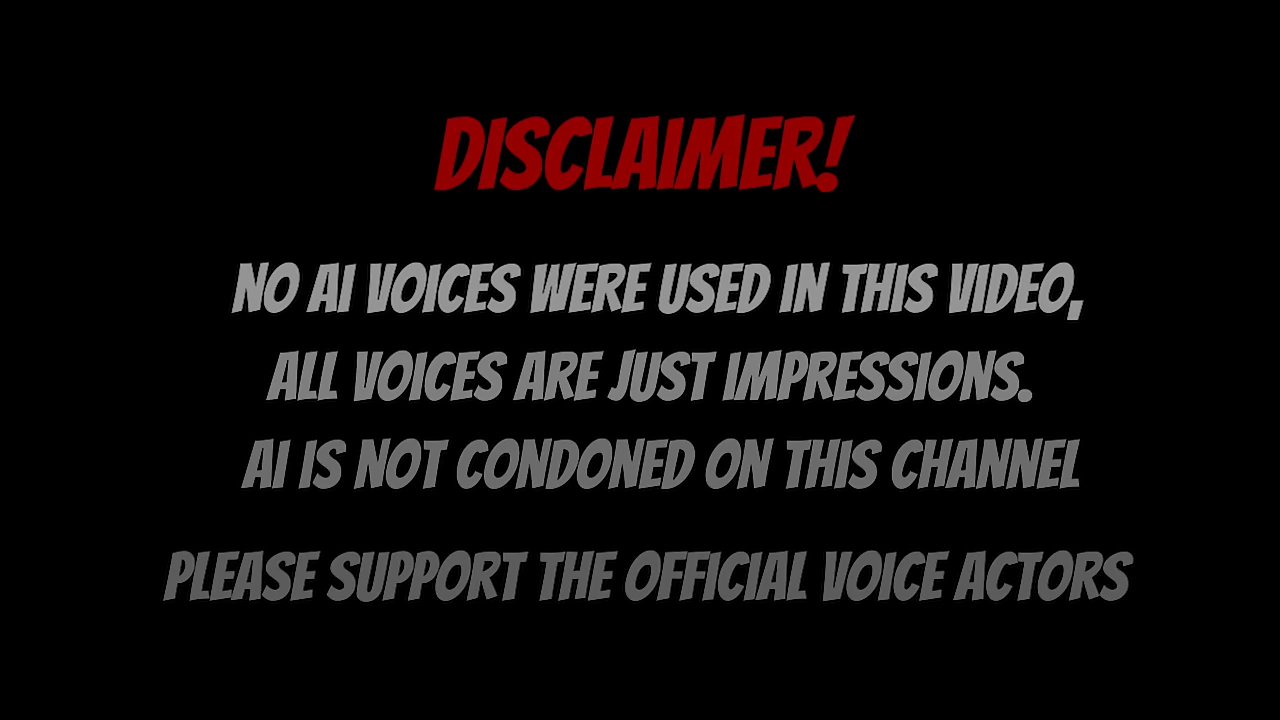 DISCLAIMER!
NO AI VOICES WERE USED IN THIS VIDEO,
ALL VOICES ARE JUST IMPRESSIONS.
AI IS NOT CONDONED ON THIS CHANNEL
PLEASE SUPPORT THE OFFICIAL VOICE ACTORS